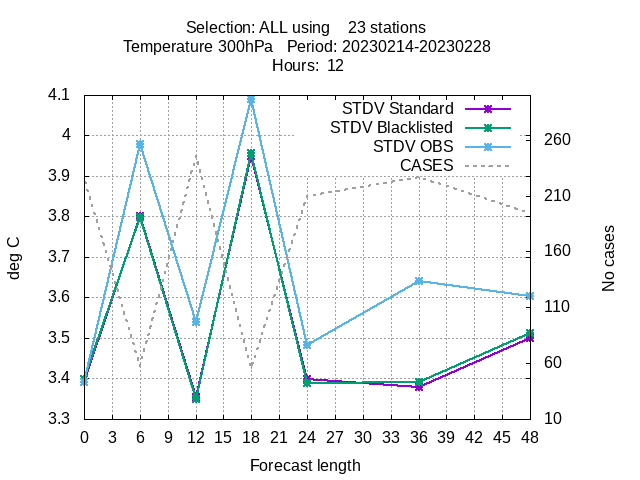 Selection: ALL using 23 stations
Temperature 300hPa Period: 20230214-20230228
Hours: 12
STDV Standard
STDV Blacklisted
STDV OBS
CASES
deg C
4.1
4
3.9
3.8
3.7
3.6
3.5
3.4
3.3
260
210
160
110
60
10
No cases
0 3 6 9 12 15 18 21 24 27 30 33 36 39 42 45 48
Forecast length